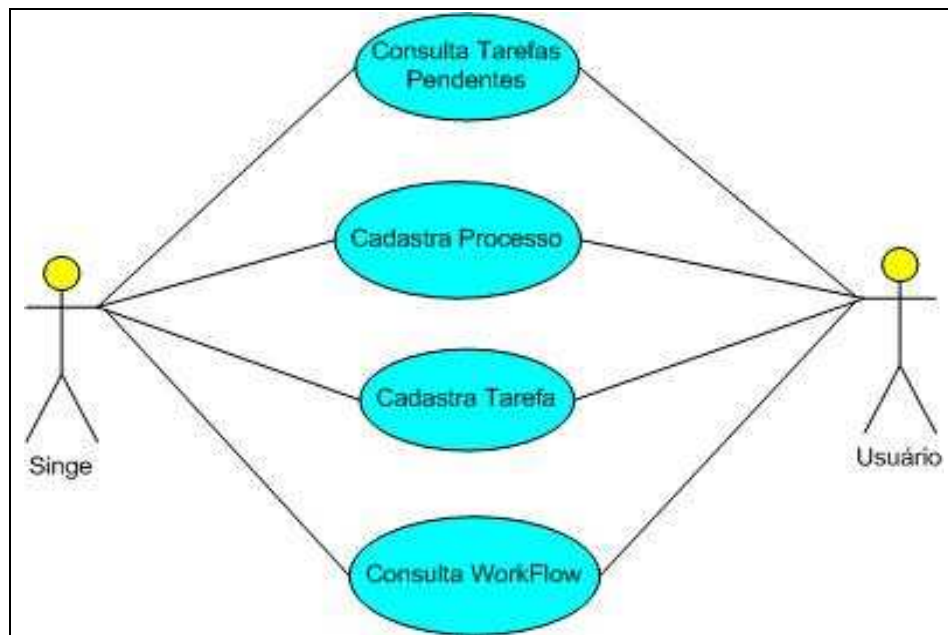 Consulta Tarefas
Pendentes
Cadastra Processo
Cadastra Tarefa
Singe
Usuário
Consulta WorkFlow